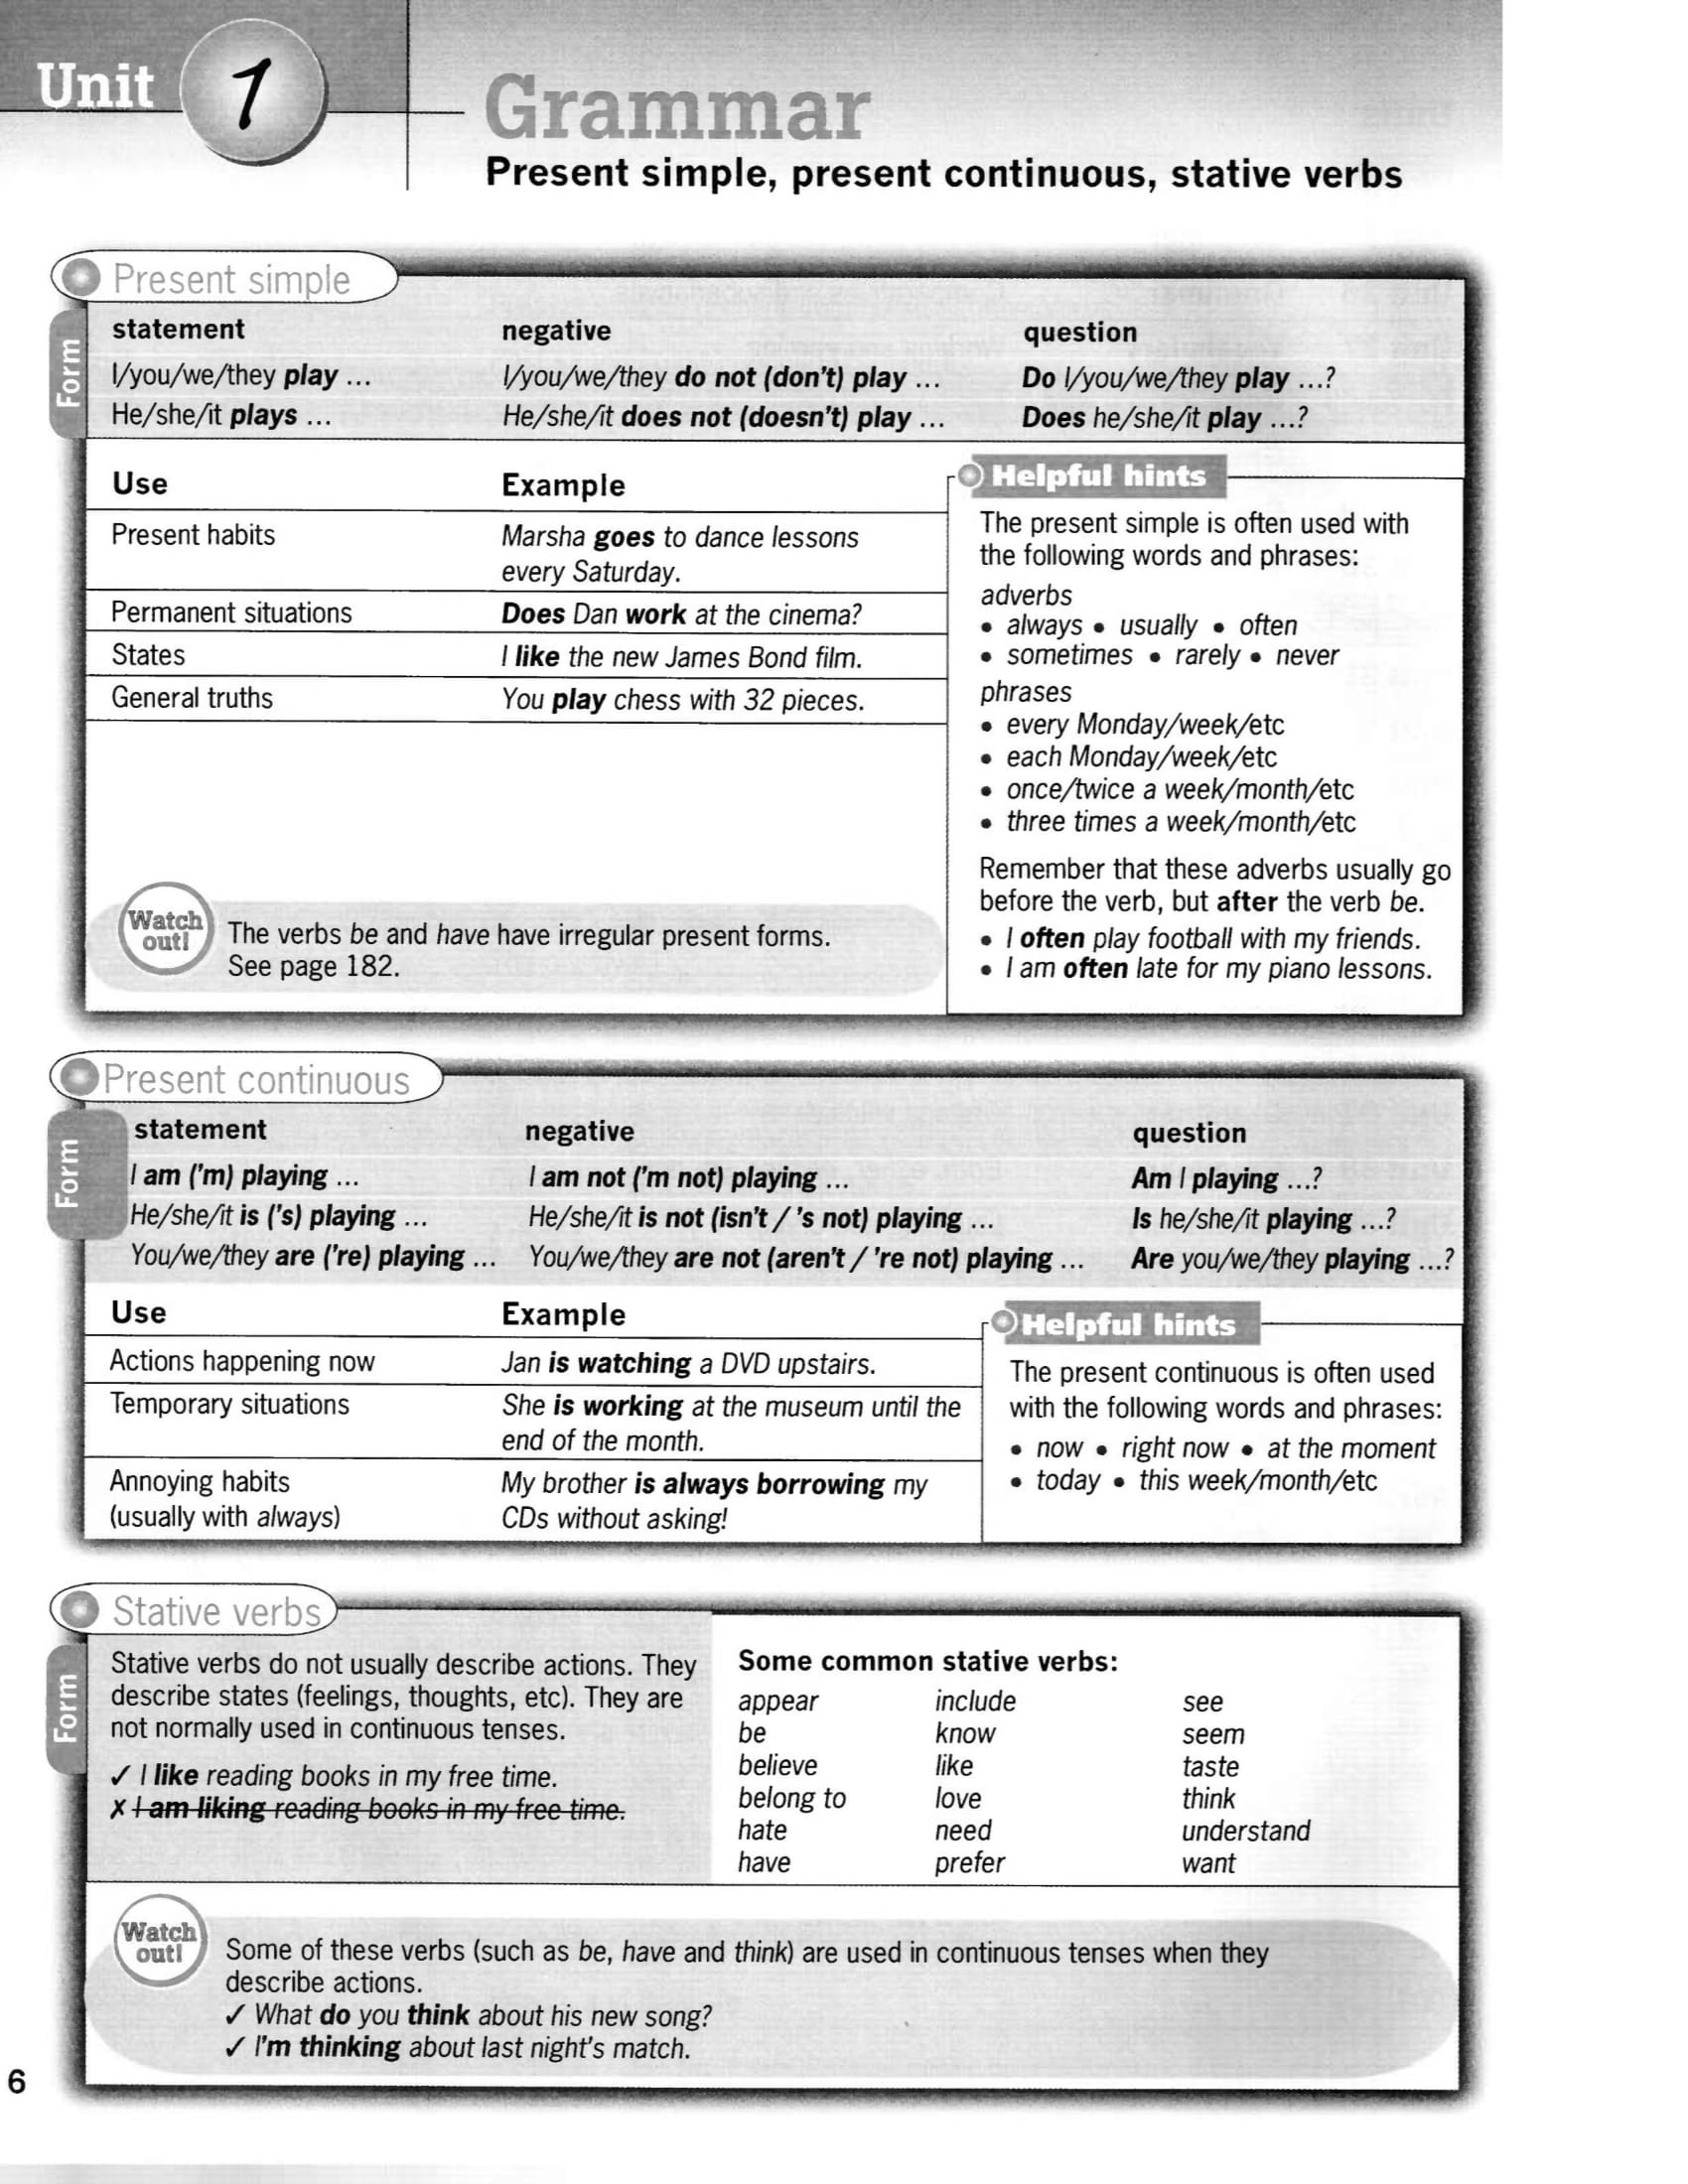 Unit 1
Grammar
Present simple, present continuous, stative verbs
Present simple
Form
statement negative question
I/you/we/they play ... I/you/we/they do not (don't) play ... Do I/you/we/they play ...?
He/she/it plays ... He/she/it does not (doesn't) play ... Does he/she/it play ...?
Use Example
Present habits Marsha goes to dance lessons
every Saturday.
Permanent situations Does Dan work at the cinema?
States I like the new James Bond film.
General truths You play chess with 32 pieces.
Watch
out!
The verbs be and have have irregular present forms.
See page 182.
Helpful hints
The present simple is often used with
the following words and phrases:
adverbs
• always • usually • often
• sometimes • rarely • never
phrases
• every Monday/week/etc
• each Monday/week/etc
• once/twice a week/month/etc
• three times a week/month/etc
Remember that these adverbs usually go
before the verb, but after the verb be.
• I often play football with my friends.
• I am often late for my piano lessons.
Present continuous
Form
statement negative question
I am ('m) playing ... I am not ('m not) playing ... Am I playing ...?
He/she/it is ('s) playing ... He/she/it is not (isn't / 's not) playing ... Is he/she/it playing ...?
You/we/they are ('re) playing ... You/we/they are not (aren't / 're not) playing ... Are you/we/they playing ...?
Use Example
Actions happening now Jan is watching a DVD upstairs.
Temporary situations She is working at the museum until the
end of the month.
Annoying habits My brother is always borrowing my
(usually with always) CDs without asking!
Helpful hints
The present continuous is often used
with the following words and phrases:
• now • right now • at the moment
• today • this week/month/etc
Stative verbs
Form
Stative verbs do not usually describe actions. They
describe states (feelings, thoughts, etc). They are
not normally used in continuous tenses.
✓ I like reading books in my free time.
✗ I am liking reading books in my free time.
Some common stative verbs:
appear include see
be know seem
believe like taste
belong to love think
hate need understand
have prefer want
Watch
out!
Some of these verbs (such as be, have and think) are used in continuous tenses when they
describe actions.
✓ What do you think about his new song?
✓ I'm thinking about last night's match.
6